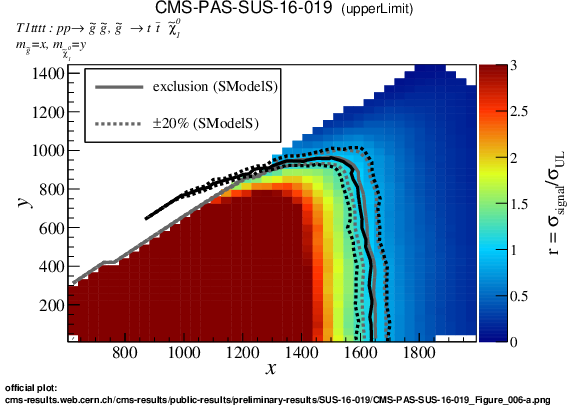 CMS-PAS-SUS-16-019 (upperLimit)
T1tttt : pp→ g̃ g̃, g̃ → t t̄ χ̃₁⁰
m_g̃=x, m_χ̃₁⁰=y
exclusion (SModelS)
±20% (SModelS)
1400
1200
1000
800
600
400
200
y
800 1000 1200 1400 1600 1800
x
3
2.5
2
1.5
1
0.5
0
r = σ_signal/σ_UL
official plot:
cms-results.web.cern.ch/cms-results/public-results/preliminary-results/SUS-16-019/CMS-PAS-SUS-16-019_Figure_006-a.png